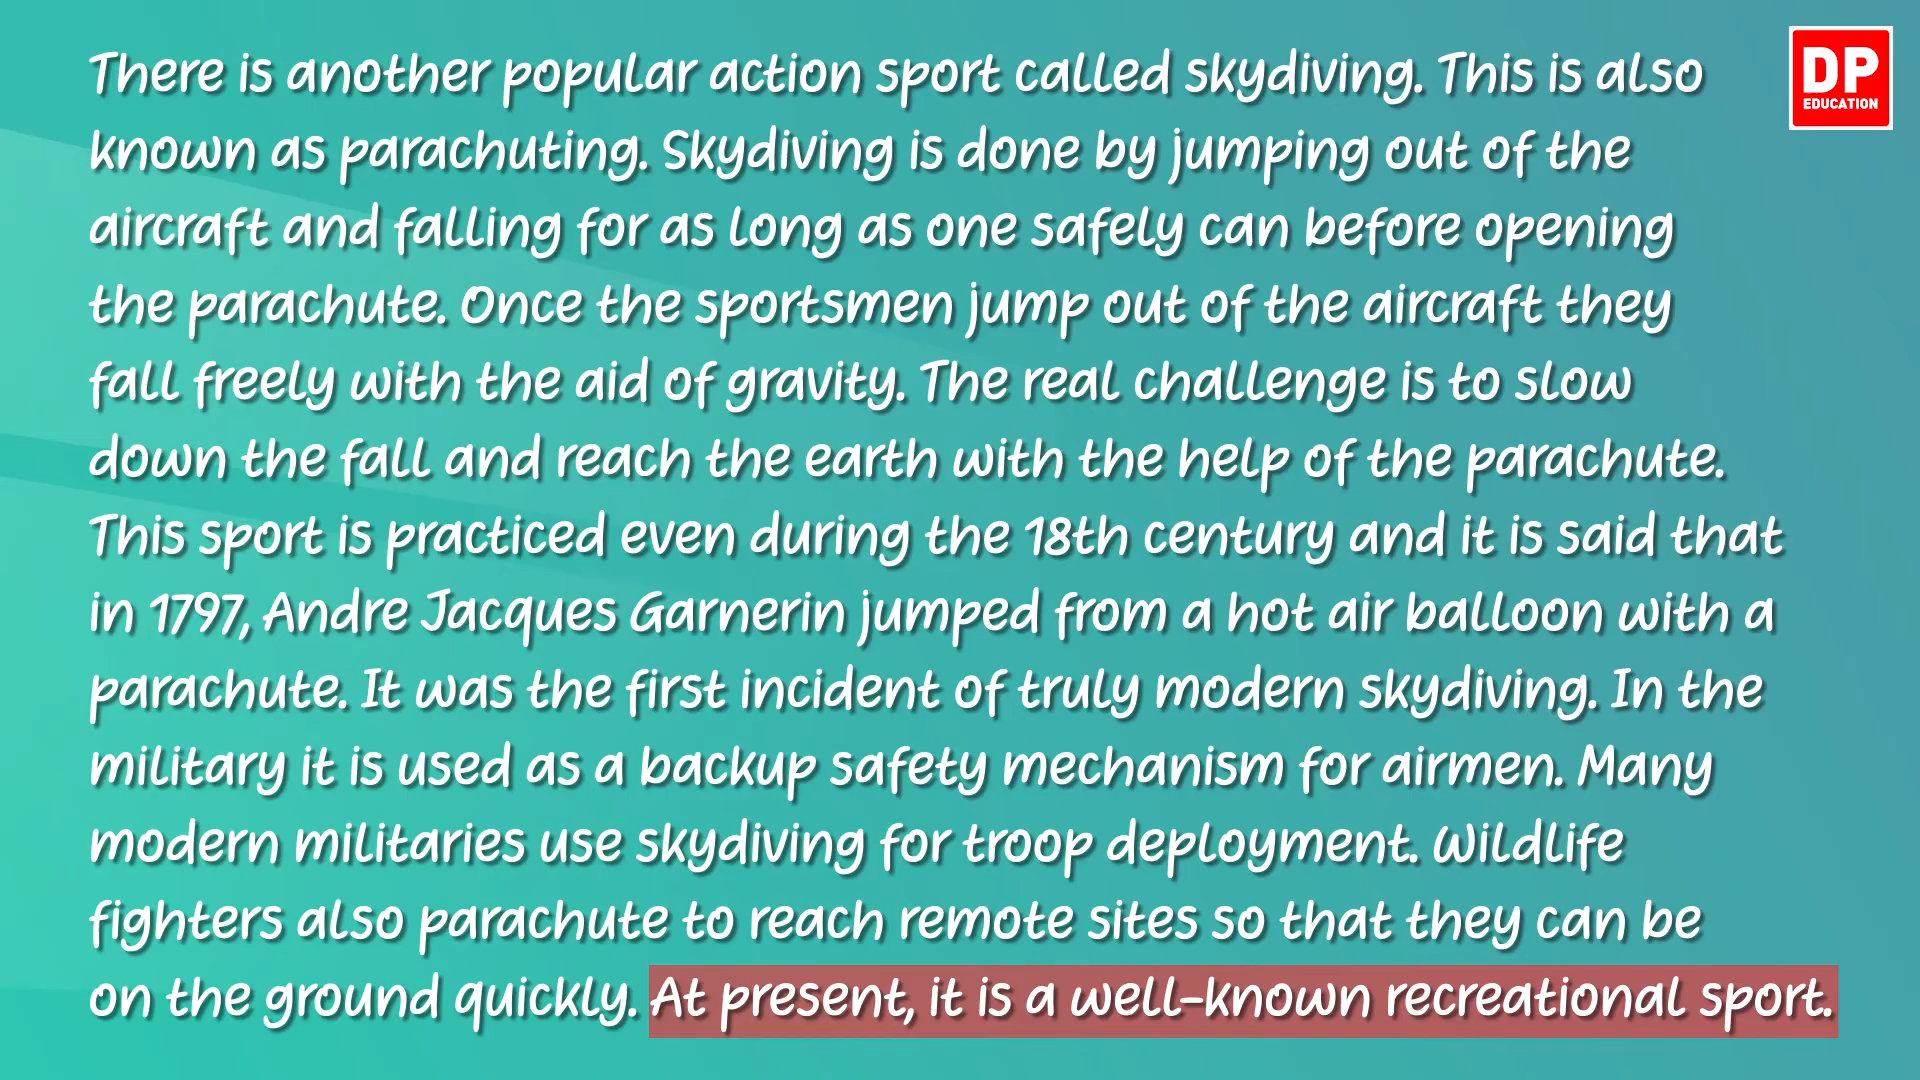 There is another popular action sport called skydiving. This is also
known as parachuting. Skydiving is done by jumping out of the
aircraft and falling for as long as one safely can before opening
the parachute. Once the sportsmen jump out of the aircraft they
fall freely with the aid of gravity. The real challenge is to slow
down the fall and reach the earth with the help of the parachute.
This sport is practiced even during the 18th century and it is said that
in 1797, Andre Jacques Garnerin jumped from a hot air balloon with a
parachute. It was the first incident of truly modern skydiving. In the
military it is used as a backup safety mechanism for airmen. Many
modern militaries use skydiving for troop deployment. Wildlife
fighters also parachute to reach remote sites so that they can be
on the ground quickly. At present, it is a well-known recreational sport.
DP
EDUCATION